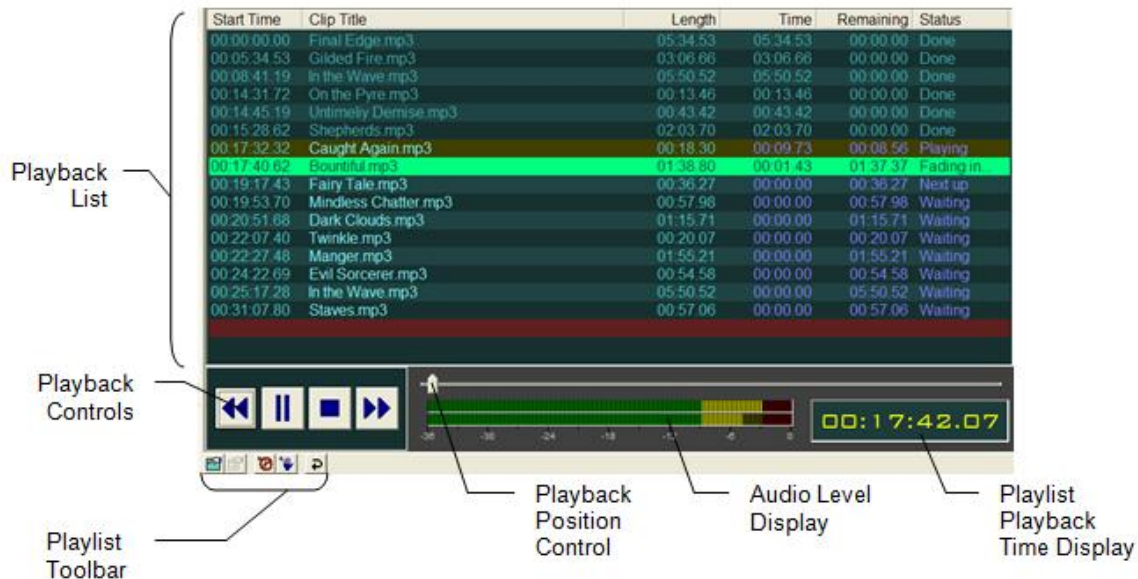 Start Time Clip Title Length Time Remaining Status
00:00:00.00 Final Edge.mp3 05:34.53 05:34.53 00:00.00 Done
00:05:34.53 Gilded Fire.mp3 03:06.66 03:06.66 00:00.00 Done
00:08:41.19 In the Wave.mp3 05:50.52 05:50.52 00:00.00 Done
00:14:31.72 On the Pyre.mp3 00:13.46 00:13.46 00:00.00 Done
00:14:45.19 Untimeliy Demise.mp3 00:43.42 00:43.42 00:00.00 Done
00:15:28.62 Shepherds.mp3 02:03.70 02:03.70 00:00.00 Done
00:17:32.32 Caught Again.mp3 00:18.30 00:09.73 00:08.56 Playing
00:17:40.62 Bountiful.mp3 01:38.80 00:01.43 01:37.37 Fading in...
00:19:17.43 Fairy Tale.mp3 00:36.27 00:00.00 00:36.27 Next up
00:19:53.70 Mindless Chatter.mp3 00:57.98 00:00.00 00:57.98 Waiting
00:20:51.68 Dark Clouds.mp3 01:15.71 00:00.00 01:15.71 Waiting
00:22:07.40 Twinkle.mp3 00:20.07 00:00.00 00:20.07 Waiting
00:22:27.48 Manger.mp3 01:55.21 00:00.00 01:55.21 Waiting
00:24:22.69 Evil Sorcerer.mp3 00:54.58 00:00.00 00:54.58 Waiting
00:25:17.28 In the Wave.mp3 05:50.52 00:00.00 05:50.52 Waiting
00:31:07.80 Staves.mp3 00:57.06 00:00.00 00:57.06 Waiting
Playback
List
Playback
Controls
-36 -30 -24 -18 -12 -6 0
00:17:42.07
Playlist
Toolbar
Playback
Position
Control
Audio Level
Display
Playlist
Playback
Time Display